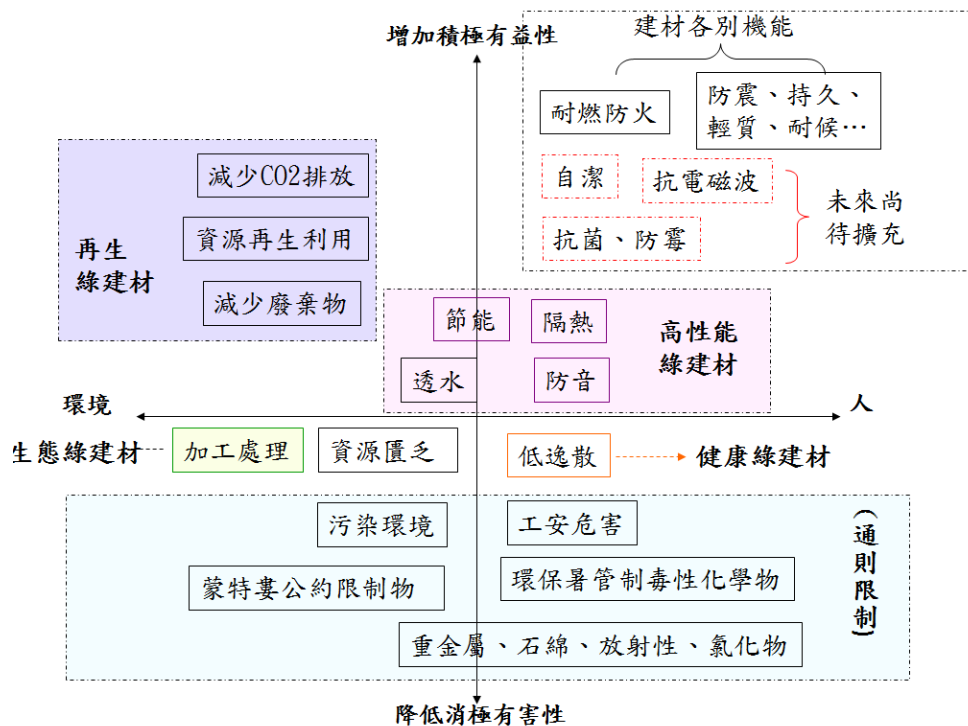 增加積極有益性
建材各別機能
耐燃防火
防震、持久、
輕質、耐候…
自潔
抗電磁波
抗菌、防霉
未來尚
待擴充
減少CO2排放
資源再生利用
減少廢棄物
再生
綠建材
節能
隔熱
透水
防音
高性能
綠建材
環境
人
生態綠建材
加工處理
資源匱乏
低逸散
健康綠建材
污染環境
工安危害
蒙特婁公約限制物
環保署管制毒性化學物
重金屬、石綿、放射性、氯化物
(通則限制)
降低消極有害性